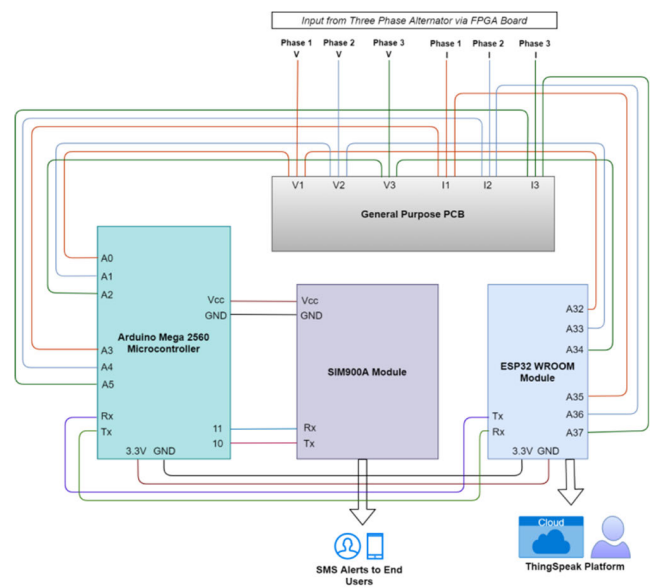 Input from Three Phase Alternator via FPGA Board
Phase 1 Phase 2 Phase 3 Phase 1 Phase 2 Phase 3
V V V I I I
V1 V2 V3 I1 I2 I3
General Purpose PCB
A0
A1
A2
A3
A4
A5
Rx
Tx
Arduino Mega 2560
Microcontroller
Vcc
GND
11
10
3.3V GND
Vcc
GND
SIM900A Module
Rx
Tx
ESP32 WROOM
Module
A32
A33
A34
A35
A36
A37
Tx
Rx
3.3V GND
SMS Alerts to End
Users
Cloud
ThingSpeak Platform